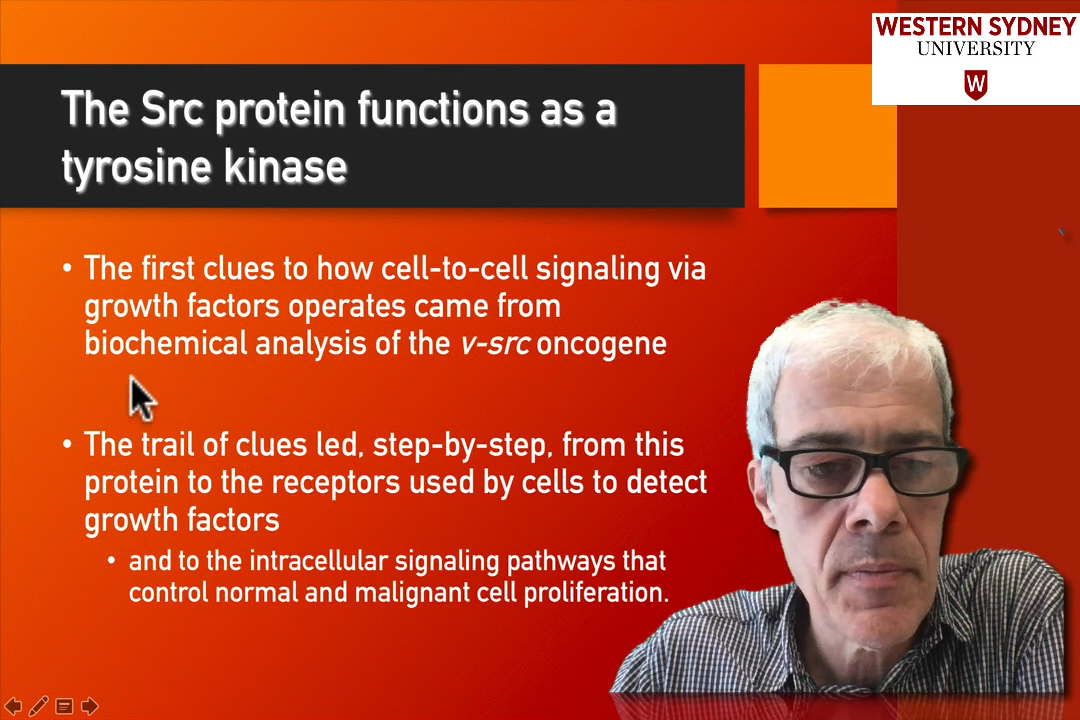 WESTERN SYDNEY
UNIVERSITY
W
The Src protein functions as a
tyrosine kinase
• The first clues to how cell-to-cell signaling via
growth factors operates came from
biochemical analysis of the v-src oncogene
• The trail of clues led, step-by-step, from this
protein to the receptors used by cells to detect
growth factors
• and to the intracellular signaling pathways that
control normal and malignant cell proliferation.